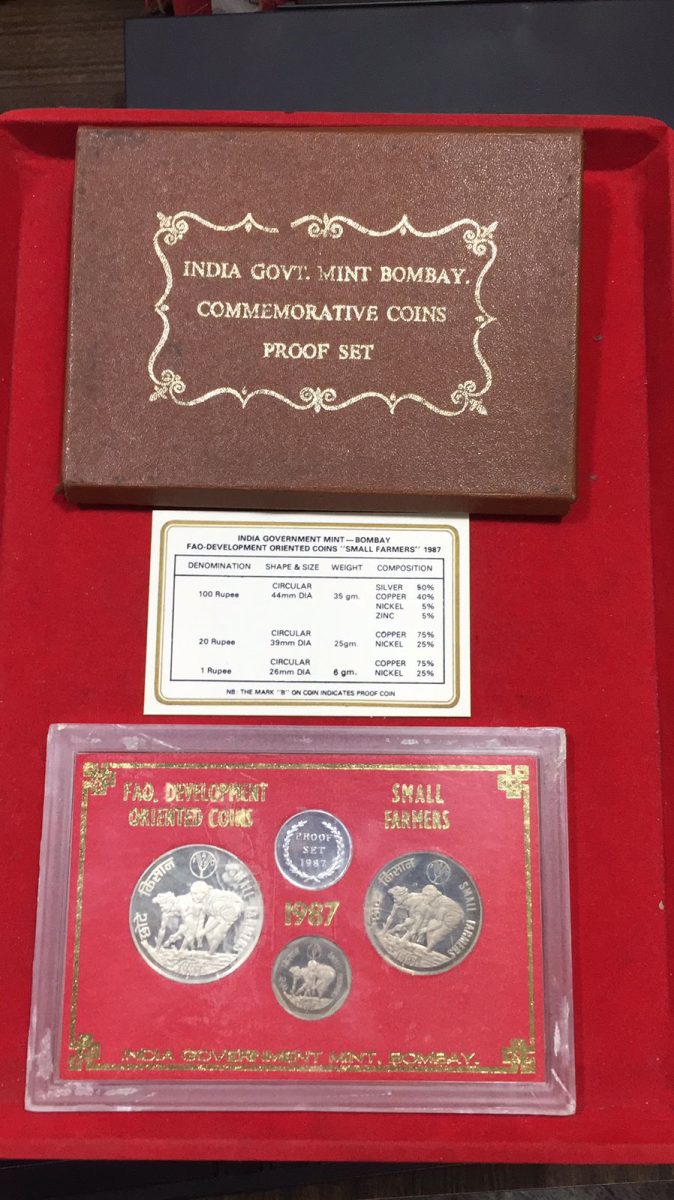 INDIA GOVT. MINT BOMBAY.
COMMEMORATIVE COINS
PROOF SET
INDIA GOVERNMENT MINT—BOMBAY
FAO-DEVELOPMENT ORIENTED COINS "SMALL FARMERS" 1987
DENOMINATION SHAPE & SIZE WEIGHT COMPOSITION
100 Rupee CIRCULAR 44mm DIA 35 gm. SILVER 50% COPPER 40% NICKEL 5% ZINC 5%
20 Rupee CIRCULAR 39mm DIA 25gm. COPPER 75% NICKEL 25%
1 Rupee CIRCULAR 26mm DIA 6 gm. COPPER 75% NICKEL 25%
NB: THE MARK "B" ON COIN INDICATES PROOF COIN
FAO. DEVELOPMENT
ORIENTED COINS
SMALL
FARMERS
PROOF
SET
1987
छोटे किसान SMALL FARMERS
1987
छोटे किसान SMALL FARMERS
INDIA GOVERNMENT MINT, BOMBAY.